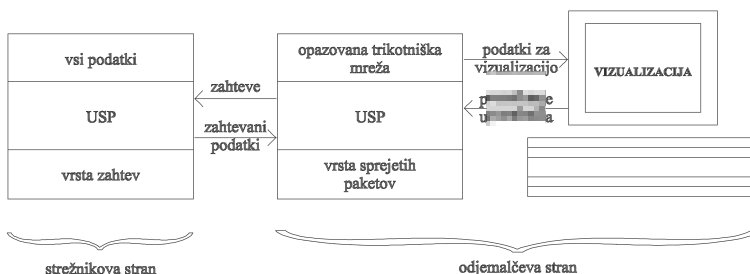 vsi podatki
USP
vrsta zahtev
zahteve
zahtevani
podatki
opazovana trikotniška
mreža
USP
vrsta sprejetih
paketov
podatki za
vizualizacijo
VIZUALIZACIJA
strežnikova stran
odjemalčeva stran